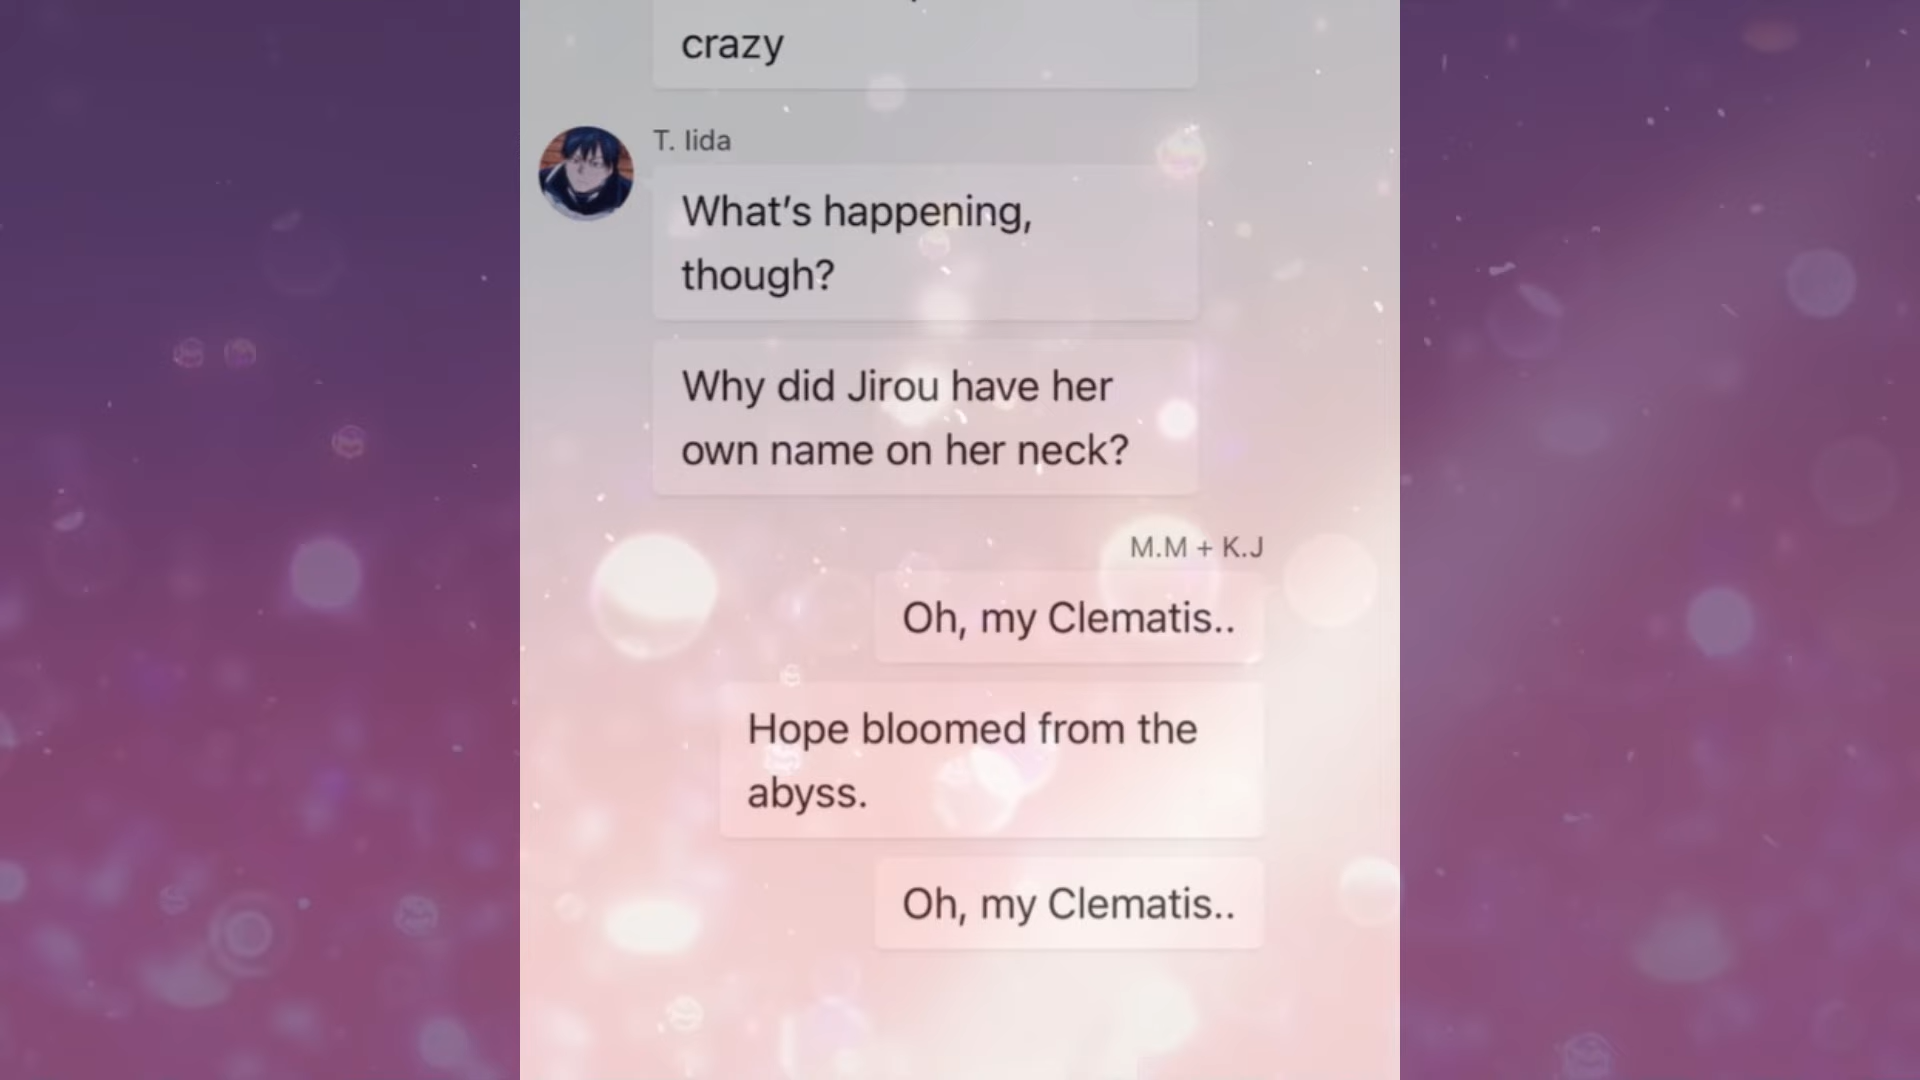 crazy
T. Iida
What's happening,
though?
Why did Jirou have her
own name on her neck?
M.M + K.J
Oh, my Clematis..
Hope bloomed from the
abyss.
Oh, my Clematis..